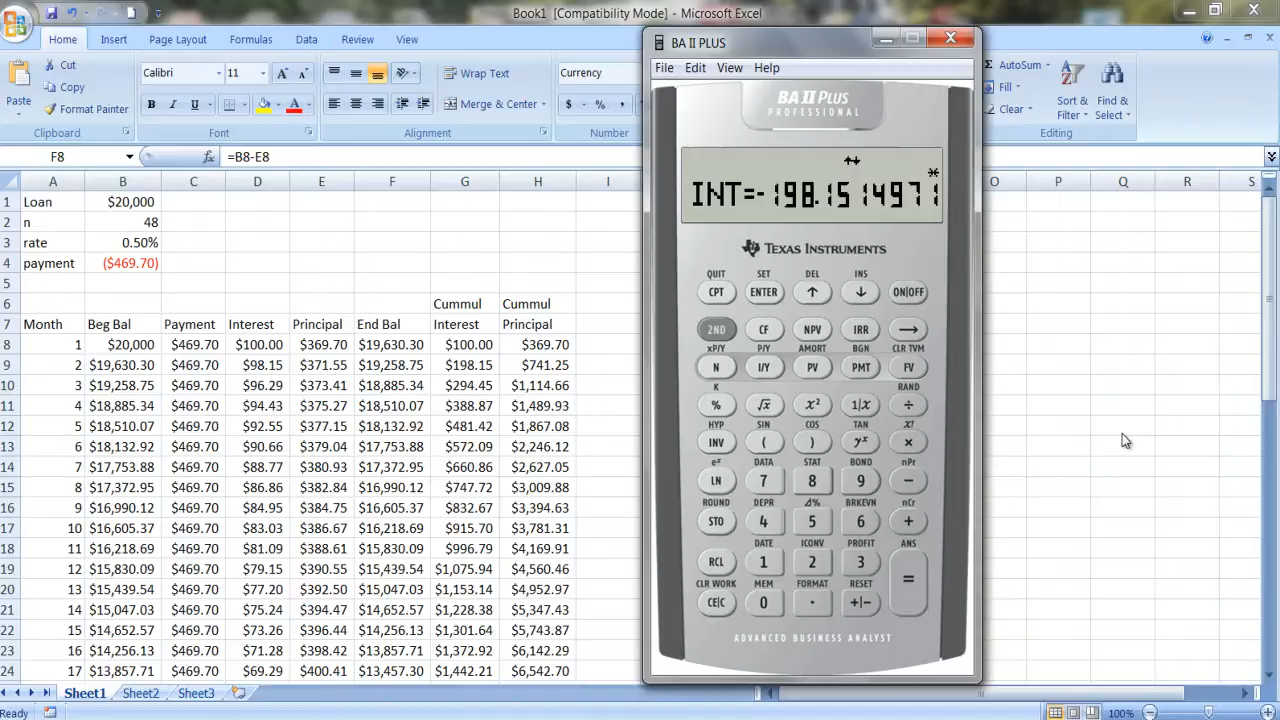 Book1 [Compatibility Mode] - Microsoft Excel
Home Insert Page Layout Formulas Data Review View
Paste
Cut
Copy
Format Painter
Clipboard
Calibri 11
B I U
Font
Wrap Text
Merge & Center
Alignment
Currency
$ % ,
Number
Σ AutoSum
Fill
Clear
Sort & Filter
Find & Select
Editing
F8 fx =B8-E8
A B C D E F G H I O P Q R S
1 Loan $20,000
2 n 48
3 rate 0.50%
4 payment ($469.70)
5
6 Cummul Cummul
7 Month Beg Bal Payment Interest Principal End Bal Interest Principal
8 1 $20,000 $469.70 $100.00 $369.70 $19,630.30 $100.00 $369.70
9 2 $19,630.30 $469.70 $98.15 $371.55 $19,258.75 $198.15 $741.25
10 3 $19,258.75 $469.70 $96.29 $373.41 $18,885.34 $294.45 $1,114.66
11 4 $18,885.34 $469.70 $94.43 $375.27 $18,510.07 $388.87 $1,489.93
12 5 $18,510.07 $469.70 $92.55 $377.15 $18,132.92 $481.42 $1,867.08
13 6 $18,132.92 $469.70 $90.66 $379.04 $17,753.88 $572.09 $2,246.12
14 7 $17,753.88 $469.70 $88.77 $380.93 $17,372.95 $660.86 $2,627.05
15 8 $17,372.95 $469.70 $86.86 $382.84 $16,990.12 $747.72 $3,009.88
16 9 $16,990.12 $469.70 $84.95 $384.75 $16,605.37 $832.67 $3,394.63
17 10 $16,605.37 $469.70 $83.03 $386.67 $16,218.69 $915.70 $3,781.31
18 11 $16,218.69 $469.70 $81.09 $388.61 $15,830.09 $996.79 $4,169.91
19 12 $15,830.09 $469.70 $79.15 $390.55 $15,439.54 $1,075.94 $4,560.46
20 13 $15,439.54 $469.70 $77.20 $392.50 $15,047.03 $1,153.14 $4,952.97
21 14 $15,047.03 $469.70 $75.24 $394.47 $14,652.57 $1,228.38 $5,347.43
22 15 $14,652.57 $469.70 $73.26 $396.44 $14,256.13 $1,301.64 $5,743.87
23 16 $14,256.13 $469.70 $71.28 $398.42 $13,857.71 $1,372.92 $6,142.29
24 17 $13,857.71 $469.70 $69.29 $400.41 $13,457.30 $1,442.21 $6,542.70
Sheet1 Sheet2 Sheet3
Ready
100%
BA II PLUS
File Edit View Help
BA II PLUS
PROFESSIONAL
INT=-198.1514971
TEXAS INSTRUMENTS
QUIT SET DEL INS
CPT ENTER ↑ ↓ ON|OFF
2ND CF NPV IRR →
xP/Y P/Y AMORT BGN CLR TVM
N I/Y PV PMT FV
K RAND
% √x x² 1/X ÷
HYP SIN COS TAN x!
INV ( ) yˣ ×
eˣ DATA STAT BOND nPr
LN 7 8 9 −
ROUND DEPR Δ% BRKEVN nCr
STO 4 5 6 +
DATE ICONV PROFIT ANS
RCL 1 2 3 =
CLR WORK MEM FORMAT RESET
CE|C 0 . +|−
ADVANCED BUSINESS ANALYST